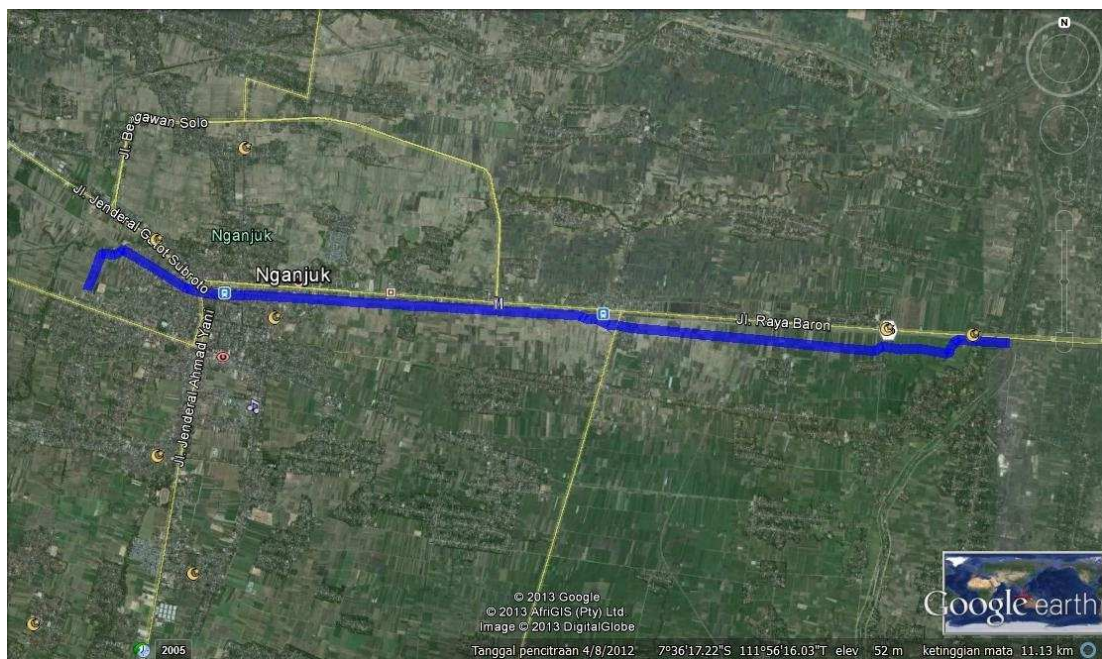 N
Jl. Bengawan Solo
Jl. Jenderal Gatot Subroto
Nganjuk
Nganjuk
Jl. Raya Baron
Jl. Jenderal Ahmad Yani
© 2013 Google
© 2013 AfriGIS (Pty) Ltd
Image © 2013 DigitalGlobe
Google earth
2005
Tanggal pencitraan 4/8/2012 7°36'17.22"S 111°56'16.03"T elev 52 m ketinggian mata 11.13 km